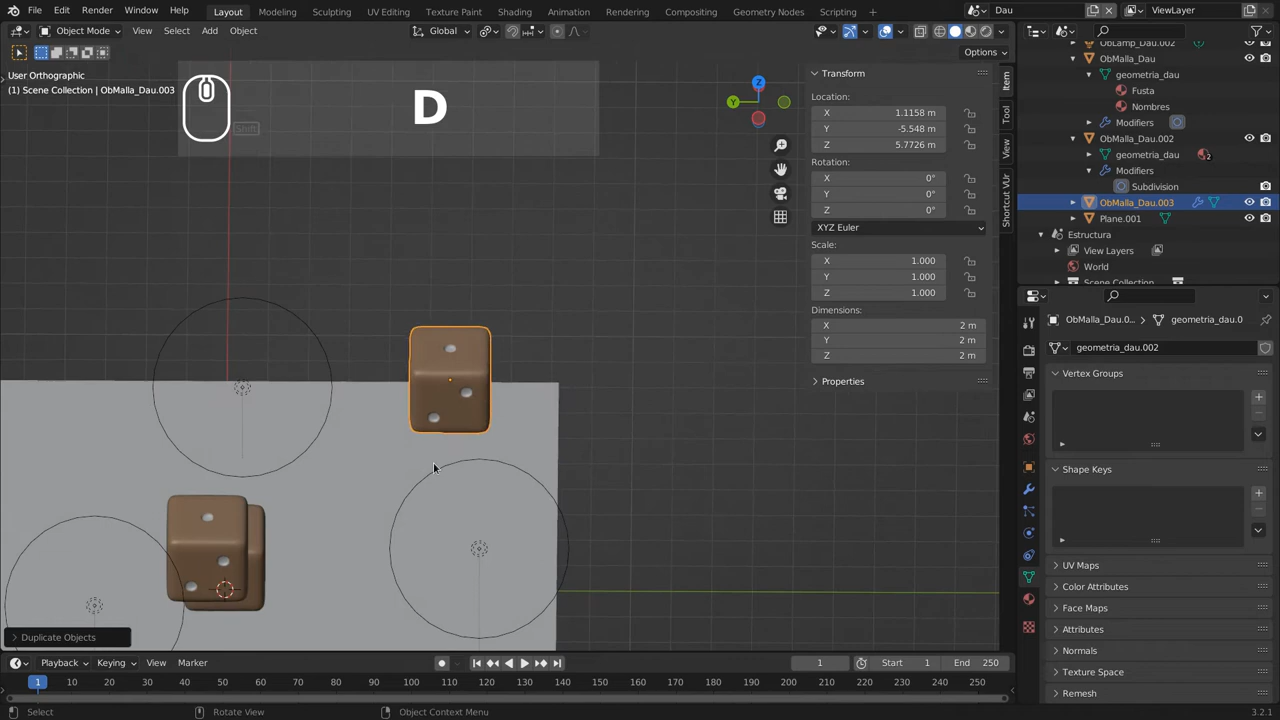 File Edit Render Window Help Layout Modeling Sculpting UV Editing Texture Paint Shading Animation Rendering Compositing Geometry Nodes Scripting + Dau ViewLayer
Object Mode View Select Add Object Global Options
User Orthographic
(1) Scene Collection | ObMalla_Dau.003
D
Shift
Z
Y
Item
Tool
View
Shortcut VUr
Transform
Location:
X 1.1158 m
Y -5.548 m
Z 5.7726 m
Rotation:
X 0°
Y 0°
Z 0°
XYZ Euler
Scale:
X 1.000
Y 1.000
Z 1.000
Dimensions:
X 2 m
Y 2 m
Z 2 m
Properties
ObLamp_Dau.002
ObMalla_Dau
geometria_dau
Fusta
Nombres
Modifiers
ObMalla_Dau.002
geometria_dau 2
Modifiers
Subdivision
ObMalla_Dau.003
Plane.001
Estructura
View Layers
World
Scene Collection
ObMalla_Dau.0... geometria_dau.0
geometria_dau.002
Vertex Groups
Shape Keys
UV Maps
Color Attributes
Face Maps
Attributes
Normals
Texture Space
Remesh
Duplicate Objects
Playback Keying View Marker 1 Start 1 End 250
1 10 20 30 40 50 60 70 80 90 100 110 120 130 140 150 160 170 180 190 200 210 220 230 240 250
Select Rotate View Object Context Menu 3.2.1